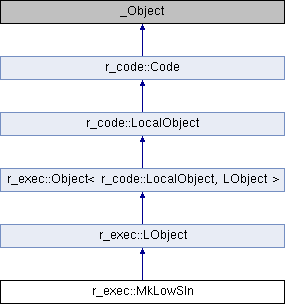 _Object
r_code::Code
r_code::LocalObject
r_exec::Object< r_code::LocalObject, LObject >
r_exec::LObject
r_exec::MkLowSln